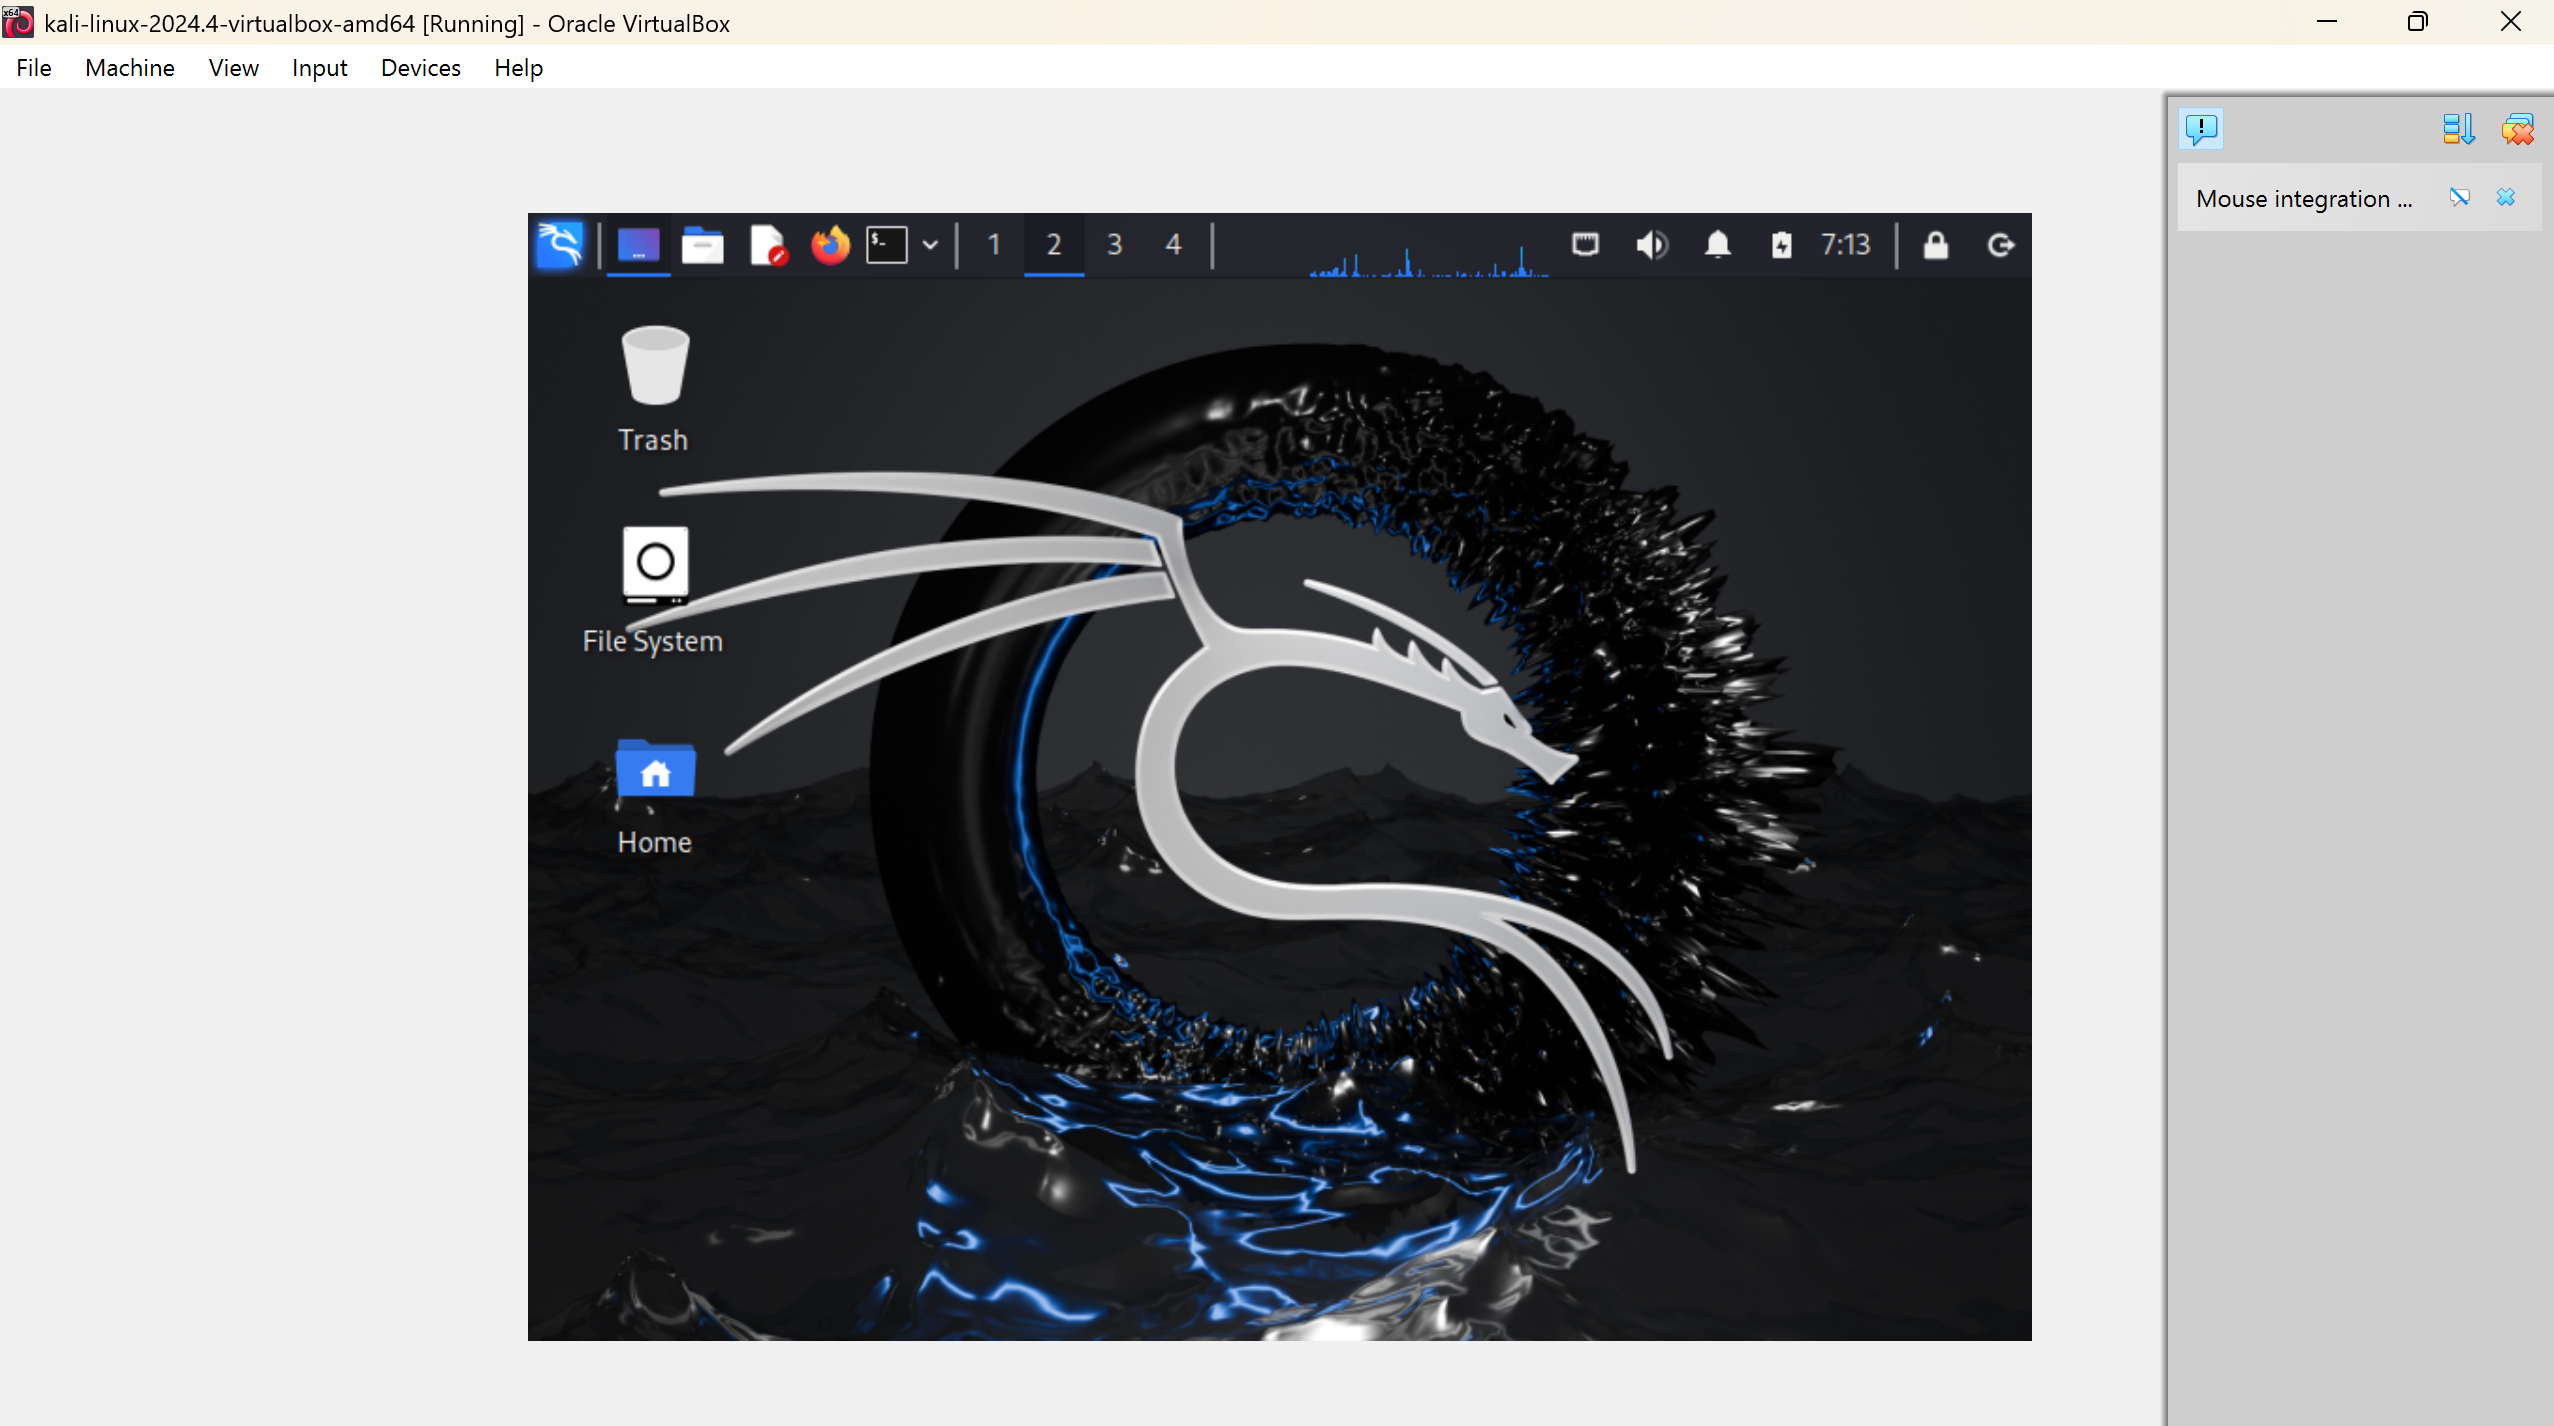 x64
kali-linux-2024.4-virtualbox-amd64 [Running] - Oracle VirtualBox
File Machine View Input Devices Help
Mouse integration ...
$_ 1 2 3 4 7:13
Trash
File System
Home